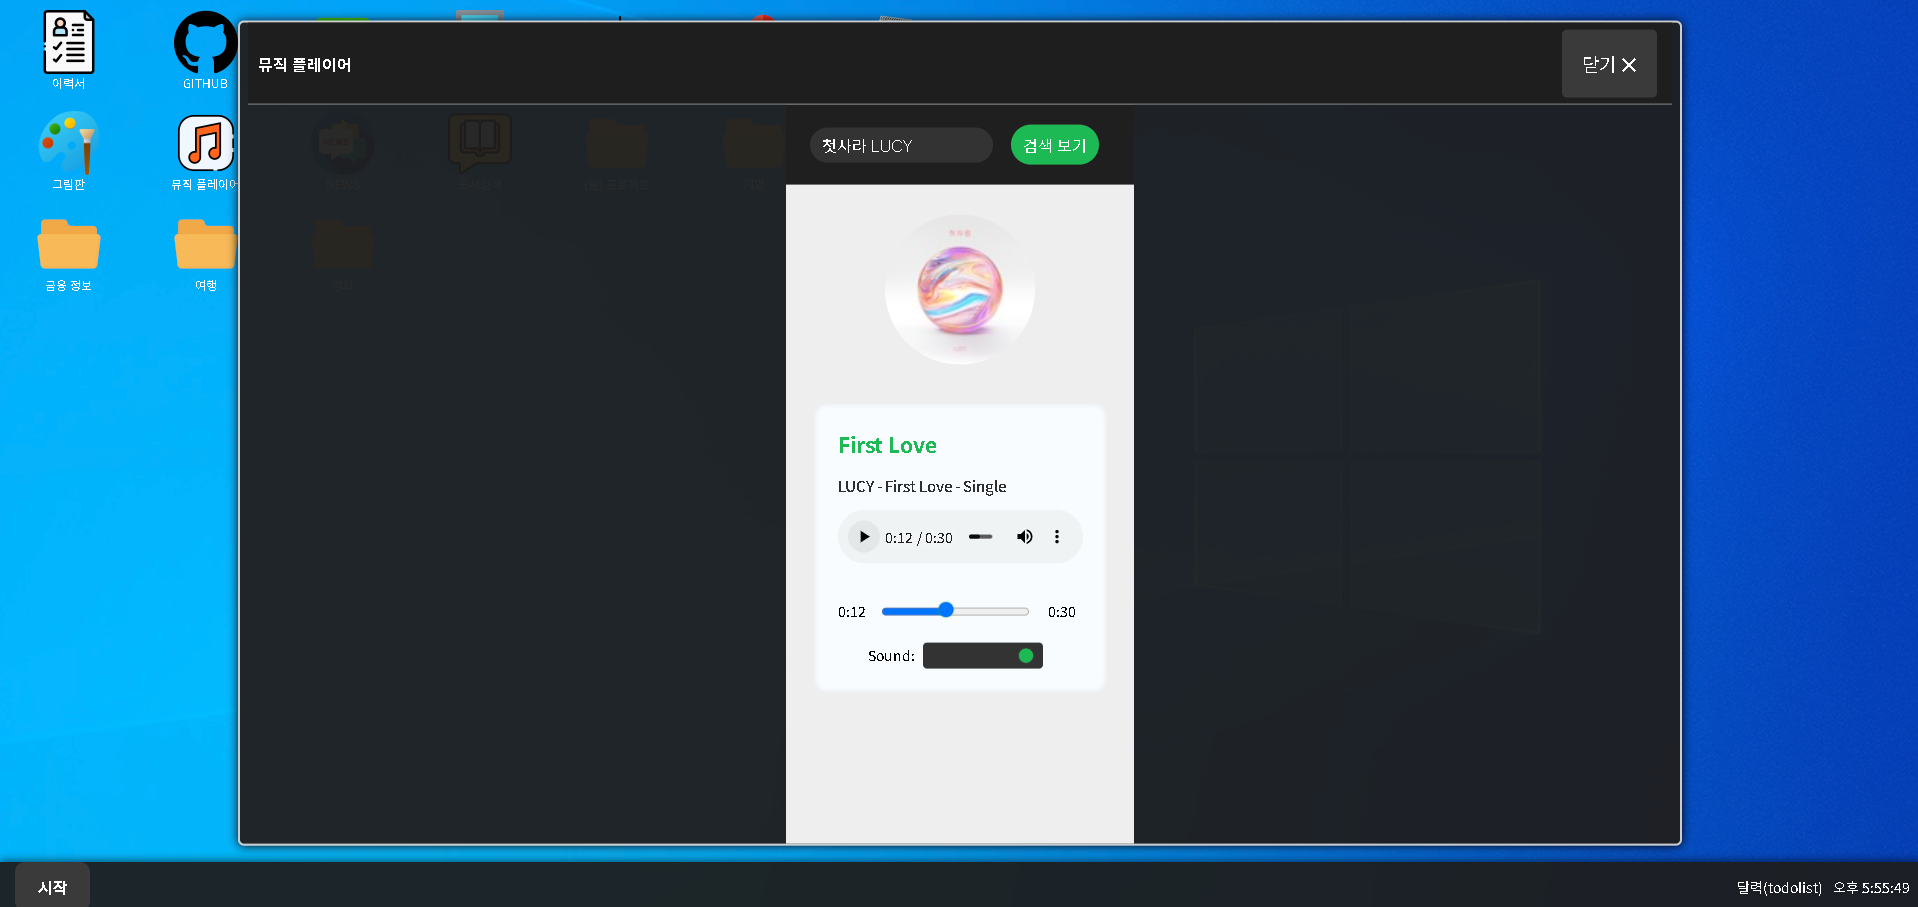 이력서
GITHUB
그림판
뮤직 플레이어
금융 정보
여행
뮤직 플레이어
닫기 ✕
NEWS
첫사랑 LUCY
검색 보기
First Love
LUCY - First Love - Single
0:12 / 0:30
0:12
0:30
Sound:
시작
달력(todolist)
오후 5:55:49